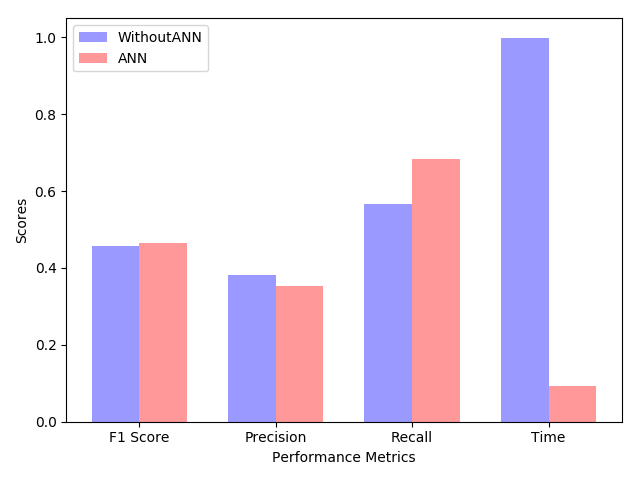 WithoutANN
ANN
Scores
1.0
0.8
0.6
0.4
0.2
0.0
F1 Score Precision Recall Time
Performance Metrics